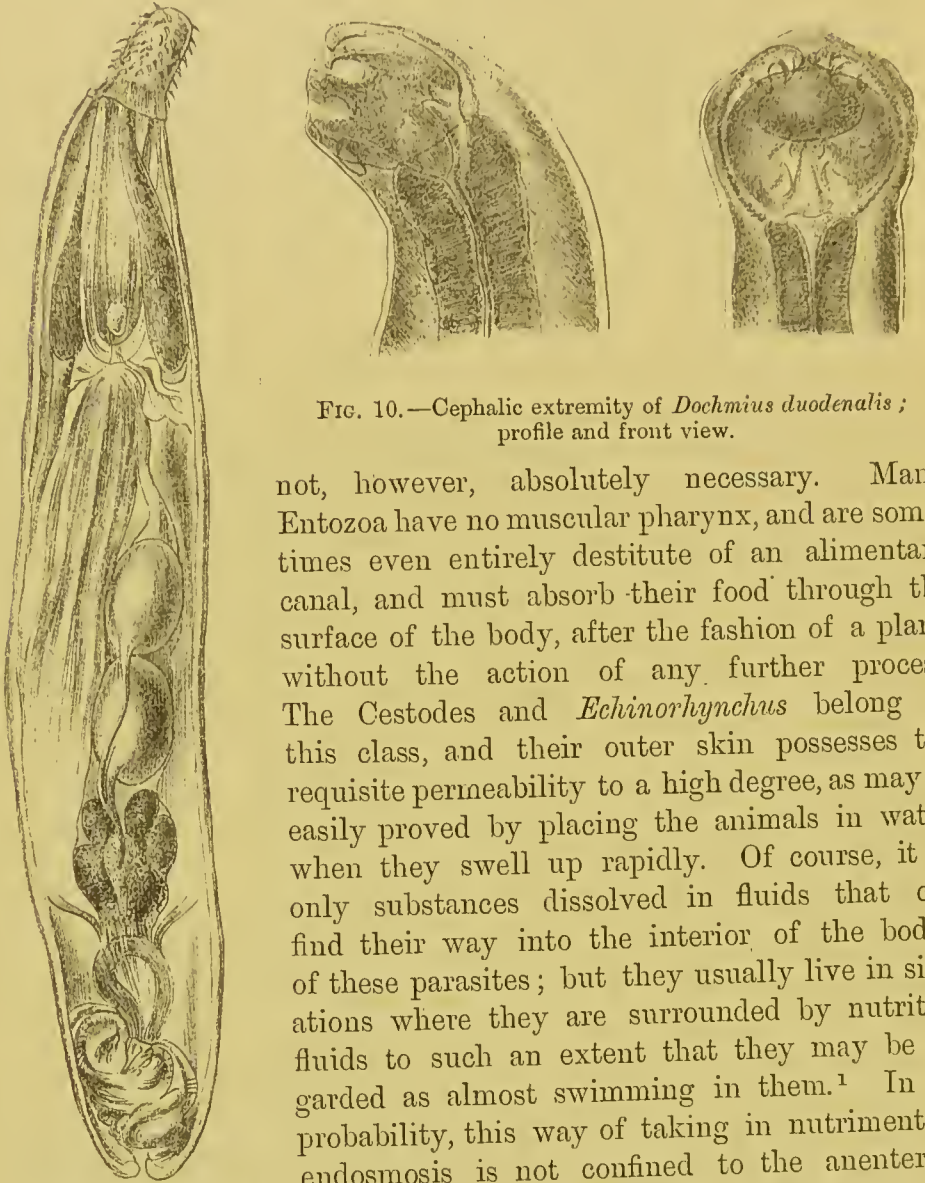 FIG. 10.—Cephalic extremity of Dochmius duodenalis ;
profile and front view.
not, however, absolutely necessary. Man
Entozoa have no muscular pharynx, and are som
times even entirely destitute of an alimentar
canal, and must absorb their food through t
surface of the body, after the fashion of a plan
without the action of any further proce
The Cestodes and Echinorhynchus belong
this class, and their outer skin possesses t
requisite permeability to a high degree, as may
easily proved by placing the animals in wat
when they swell up rapidly. Of course, it
only substances dissolved in fluids that c
find their way into the interior of the bod
of these parasites ; but they usually live in si
ations where they are surrounded by nutrit
fluids to such an extent that they may be
garded as almost swimming in them.¹ In
probability, this way of taking in nutriment
endosmosis is not confined to the anenter